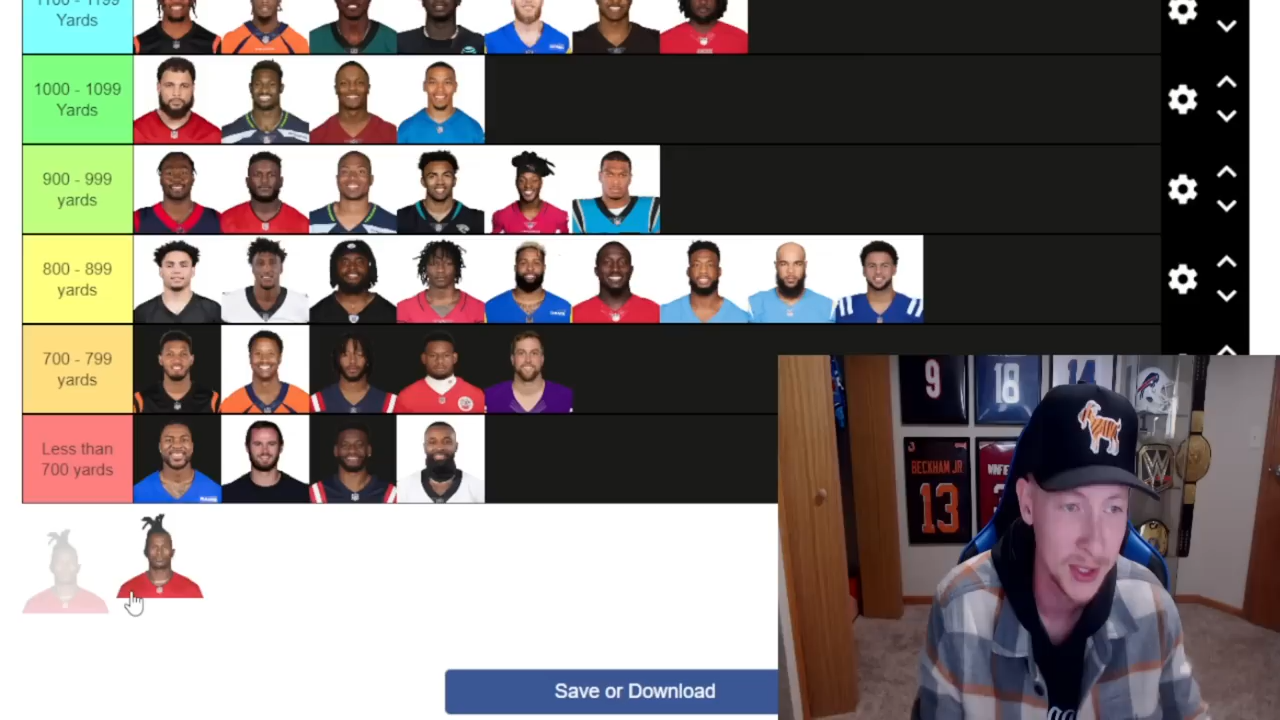 1100 - 1199
Yards
1000 - 1099
Yards
900 - 999
yards
800 - 899
yards
700 - 799
yards
Less than
700 yards
9
18
14
BECKHAM JR
13
Save or Download